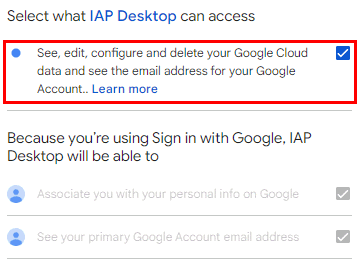 Select what IAP Desktop can access
See, edit, configure and delete your Google Cloud
data and see the email address for your Google
Account.. Learn more
Because you're using Sign in with Google, IAP
Desktop will be able to
Associate you with your personal info on Google
See your primary Google Account email address